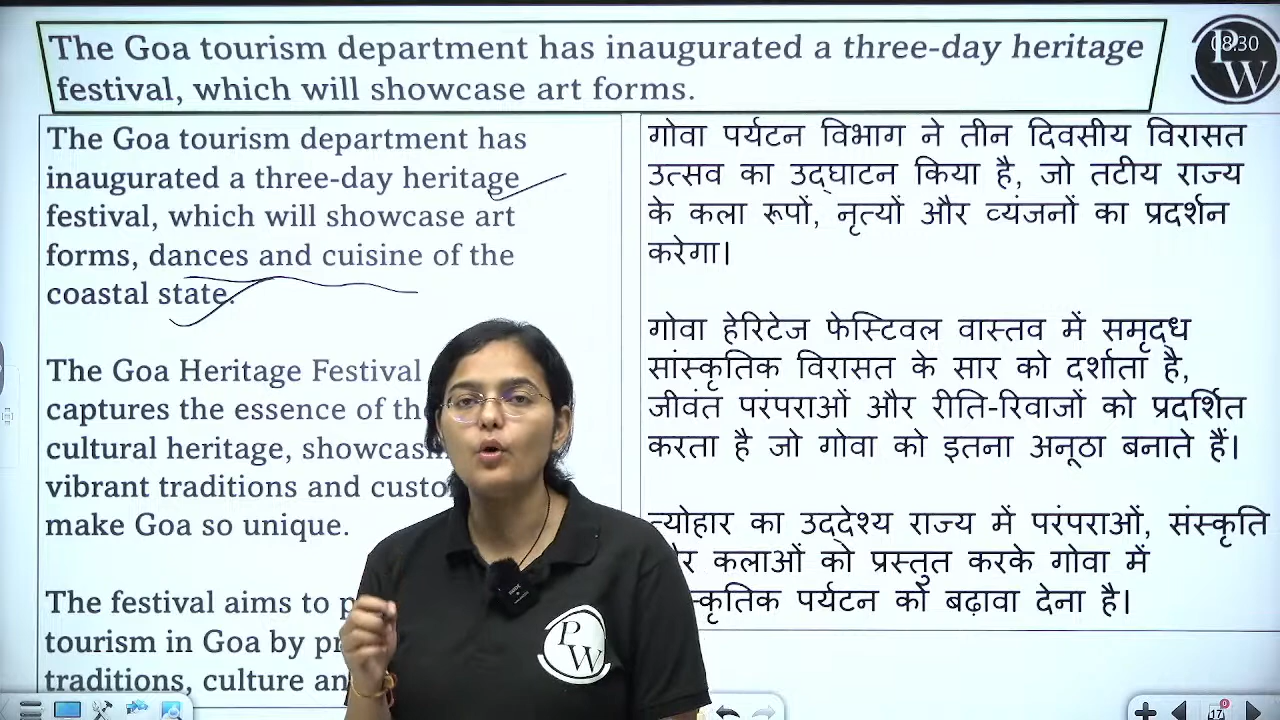 The Goa tourism department has inaugurated a three-day heritage
festival, which will showcase art forms.
08:30
PW
The Goa tourism department has
inaugurated a three-day heritage
festival, which will showcase art
forms, dances and cuisine of the
coastal state.
The Goa Heritage Festival
captures the essence of
cultural heritage,
vibrant traditions and
make Goa so unique.
The festival aims to
tourism in Goa by
traditions, culture
गोवा पर्यटन विभाग ने तीन दिवसीय विरासत
उत्सव का उद्घाटन किया है, जो तटीय राज्य
के कला रूपों, नृत्यों और व्यंजनों का प्रदर्शन
करेगा।
गोवा हेरिटेज फेस्टिवल वास्तव में समृद्ध
सांस्कृतिक विरासत के सार को दर्शाता है,
जीवंत परंपराओं और रीति-रिवाजों को प्रदर्शित
करता है जो गोवा को इतना अनूठा बनाते हैं।
त्योहार का उद्देश्य राज्य में परंपराओं, संस्कृति
कलाओं को प्रस्तुत करके गोवा में
पर्यटन को बढ़ावा देना है।
PW
17